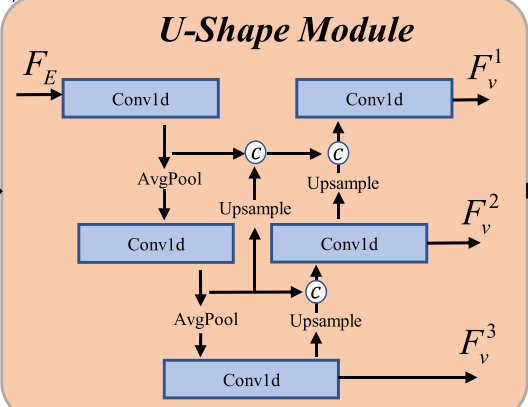 U-Shape Module
F_E
Conv1d
Conv1d
F_v^1
c
c
AvgPool
Upsample
Upsample
Conv1d
Conv1d
F_v^2
c
AvgPool
Upsample
Conv1d
F_v^3